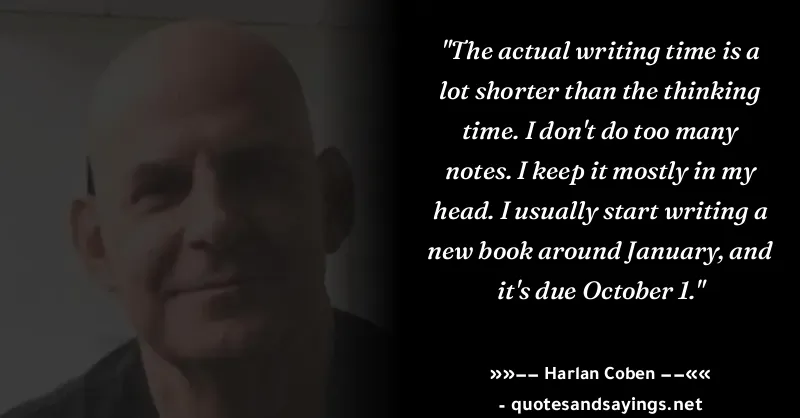 "The actual writing time is a
lot shorter than the thinking
time. I don't do too many
notes. I keep it mostly in my
head. I usually start writing a
new book around January, and
it's due October 1."
»»−− Harlan Coben −−««
- quotesandsayings.net